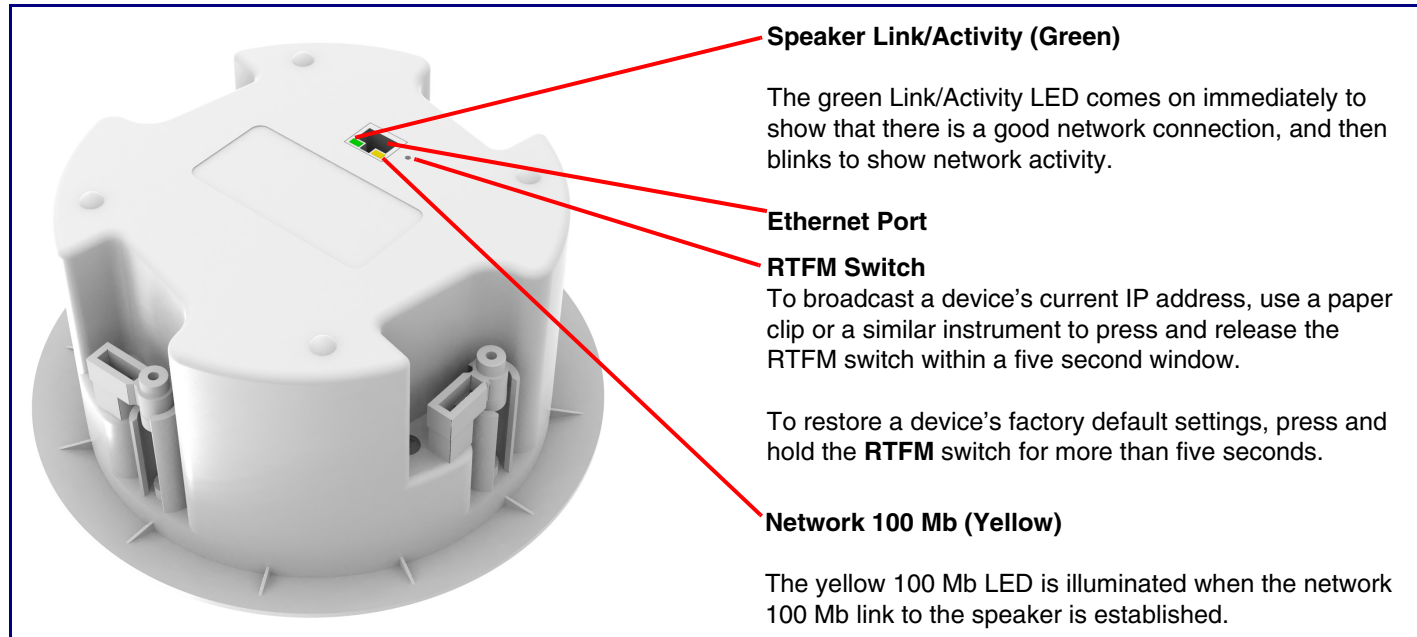 Speaker Link/Activity (Green)
The green Link/Activity LED comes on immediately to
show that there is a good network connection, and then
blinks to show network activity.
Ethernet Port
RTFM Switch
To broadcast a device’s current IP address, use a paper
clip or a similar instrument to press and release the
RTFM switch within a five second window.
To restore a device’s factory default settings, press and
hold the RTFM switch for more than five seconds.
Network 100 Mb (Yellow)
The yellow 100 Mb LED is illuminated when the network
100 Mb link to the speaker is established.